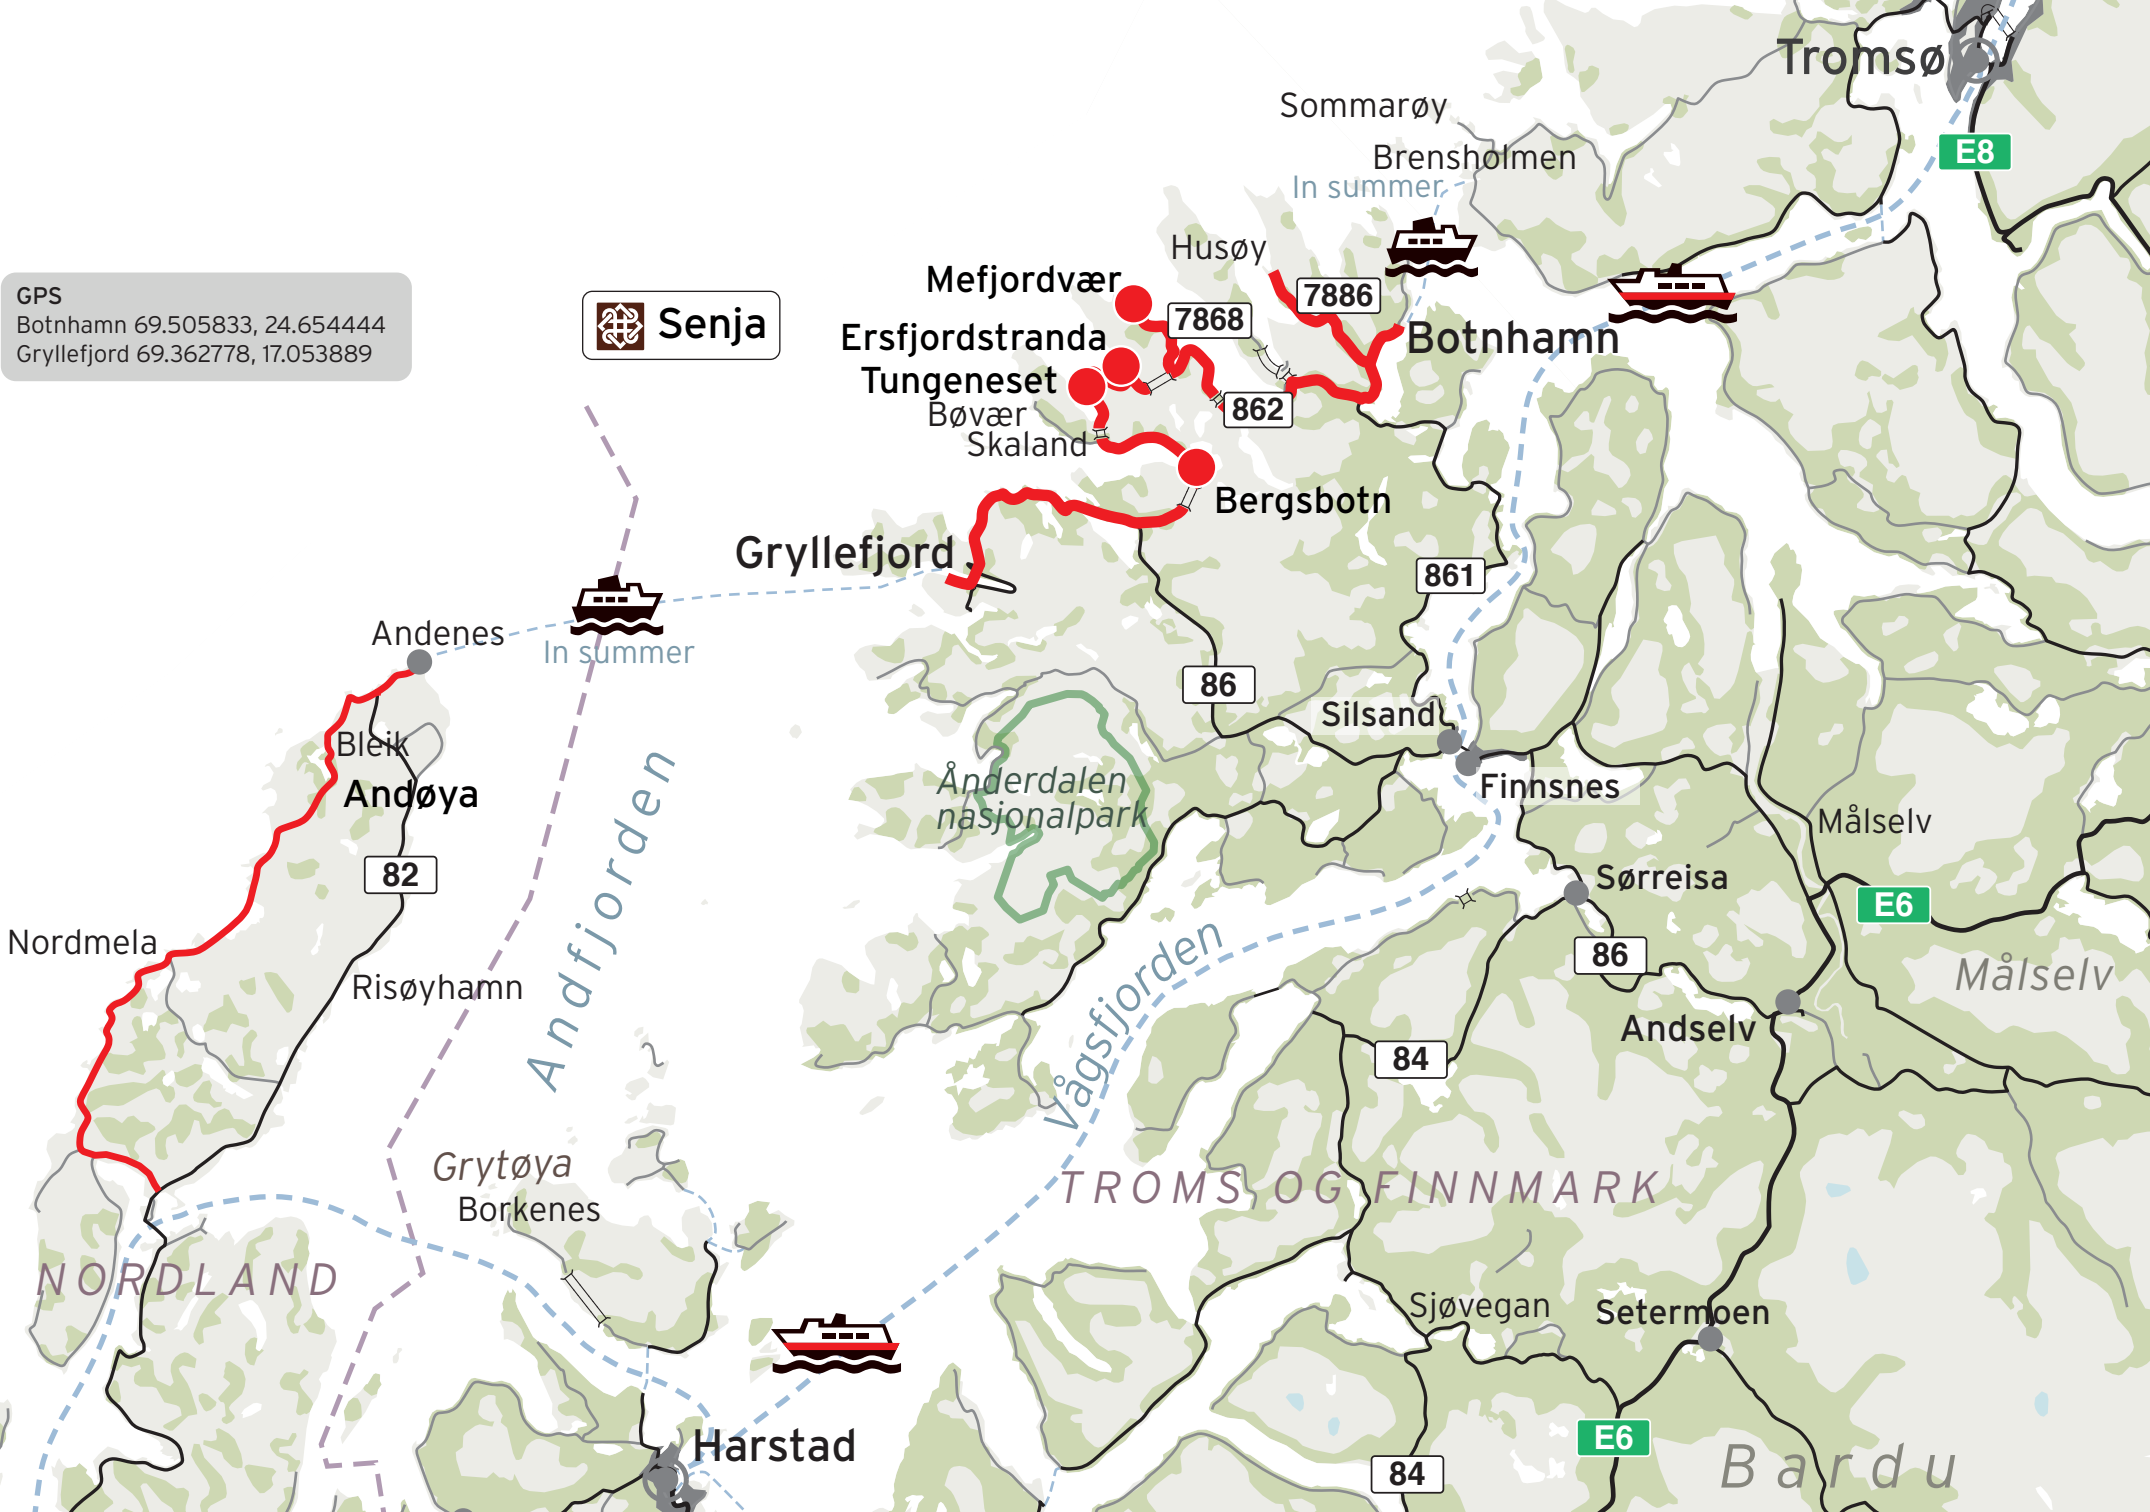 Tromsø
Sommarøy
E8
Brensholmen
In summer
Husøy
Mefjordvær
7886
GPS
Botnhamn 69.505833, 24.654444
Gryllefjord 69.362778, 17.053889
Senja
7868
Ersfjordstranda
Botnhamn
Tungeneset
Bøvær
862
Skaland
Bergsbotn
Gryllefjord
861
Andenes
In summer
86
Silsand
Bleik
Andøya
Ånderdalen
nasjonalpark
Finnsnes
Målselv
82
Sørreisa
E6
Andfjorden
Nordmela
Vågsfjorden
86
Målselv
Risøyhamn
Andselv
84
Grytøya
Borkenes
TROMS OG FINNMARK
NORDLAND
Sjøvegan
Setermoen
Harstad
E6
84
Bardu